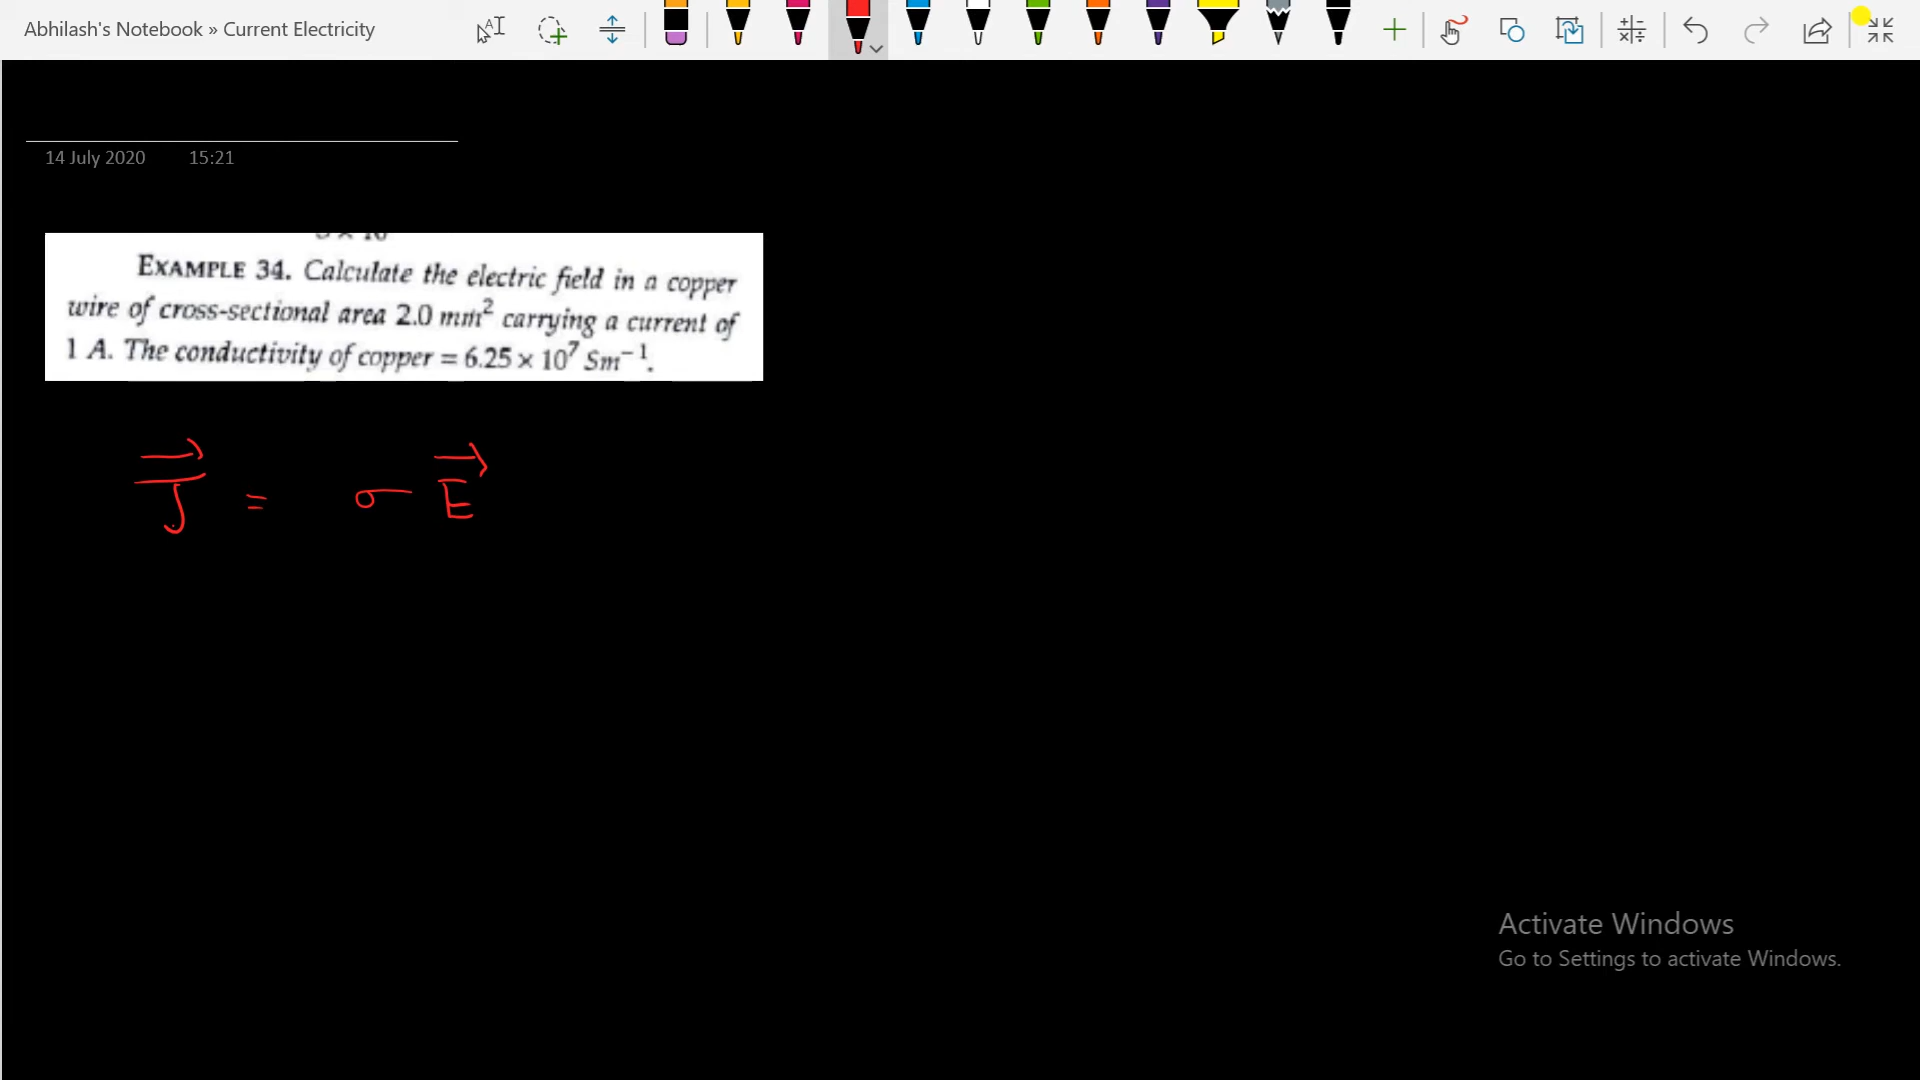 Abhilash's Notebook » Current Electricity
14 July 2020 15:21
EXAMPLE 34. Calculate the electric field in a copper
wire of cross-sectional area 2.0 mm² carrying a current of
1 A. The conductivity of copper = 6.25 × 10⁷ Sm⁻¹.
J⃗ = σ E⃗
Activate Windows
Go to Settings to activate Windows.